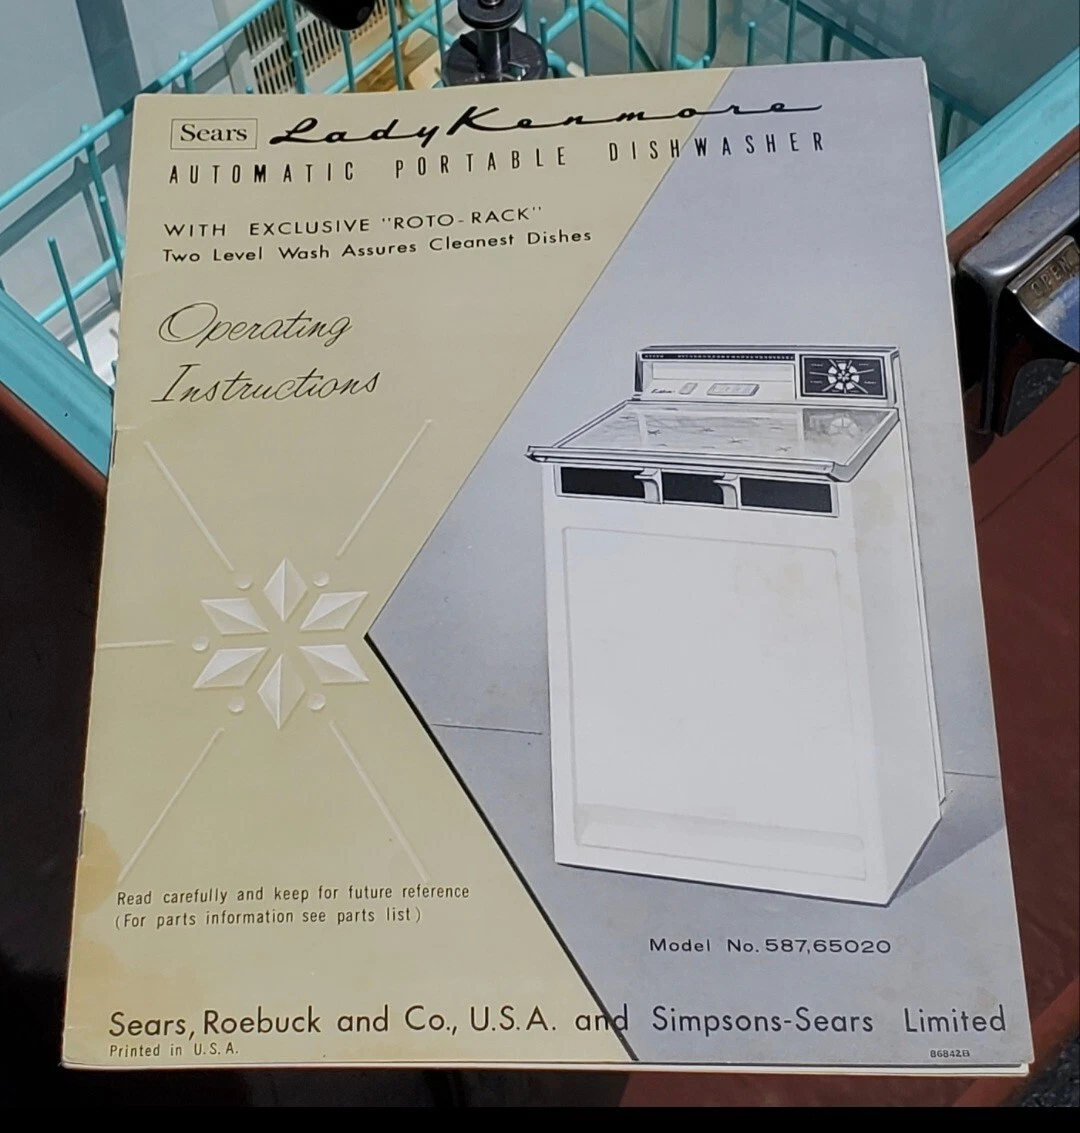 Sears Lady Kenmore
AUTOMATIC PORTABLE DISHWASHER
WITH EXCLUSIVE "ROTO-RACK"
Two Level Wash Assures Cleanest Dishes
Operating
Instructions
OPEN
Read carefully and keep for future reference
(For parts information see parts list)
Model No. 587,65020
Sears, Roebuck and Co., U.S.A. and Simpsons-Sears Limited
Printed in U.S.A.